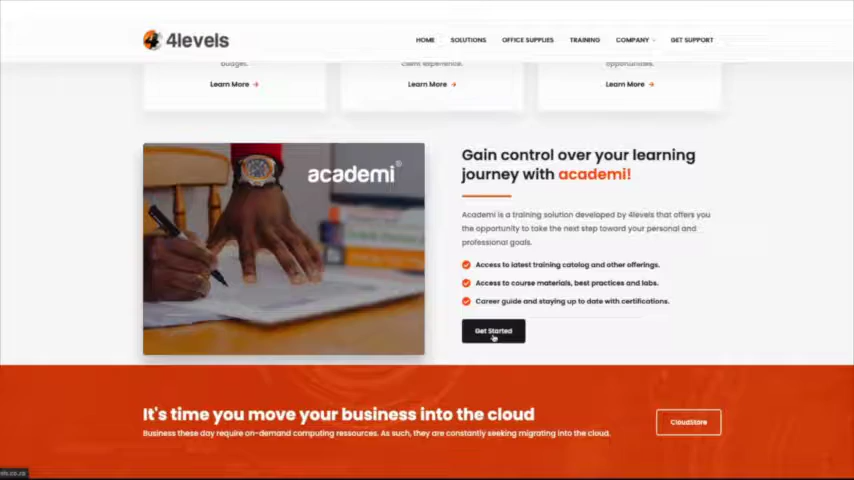 4levels
HOME SOLUTIONS OFFICE SUPPLIES TRAINING COMPANY GET SUPPORT
budget. client experience. opportunities.
Learn More Learn More Learn More
academi®
Gain control over your learning
journey with academi!
Academi is a training solution developed by 4levels that offers you
the opportunity to take the next step toward your personal and
professional goals.
Access to latest training catalog and other offerings.
Access to course materials, best practices and labs.
Career guide and staying up to date with certifications.
Get Started
It's time you move your business into the cloud
CloudStore
Business these day require on-demand computing ressources. As such, they are constantly seeking migrating into the cloud.